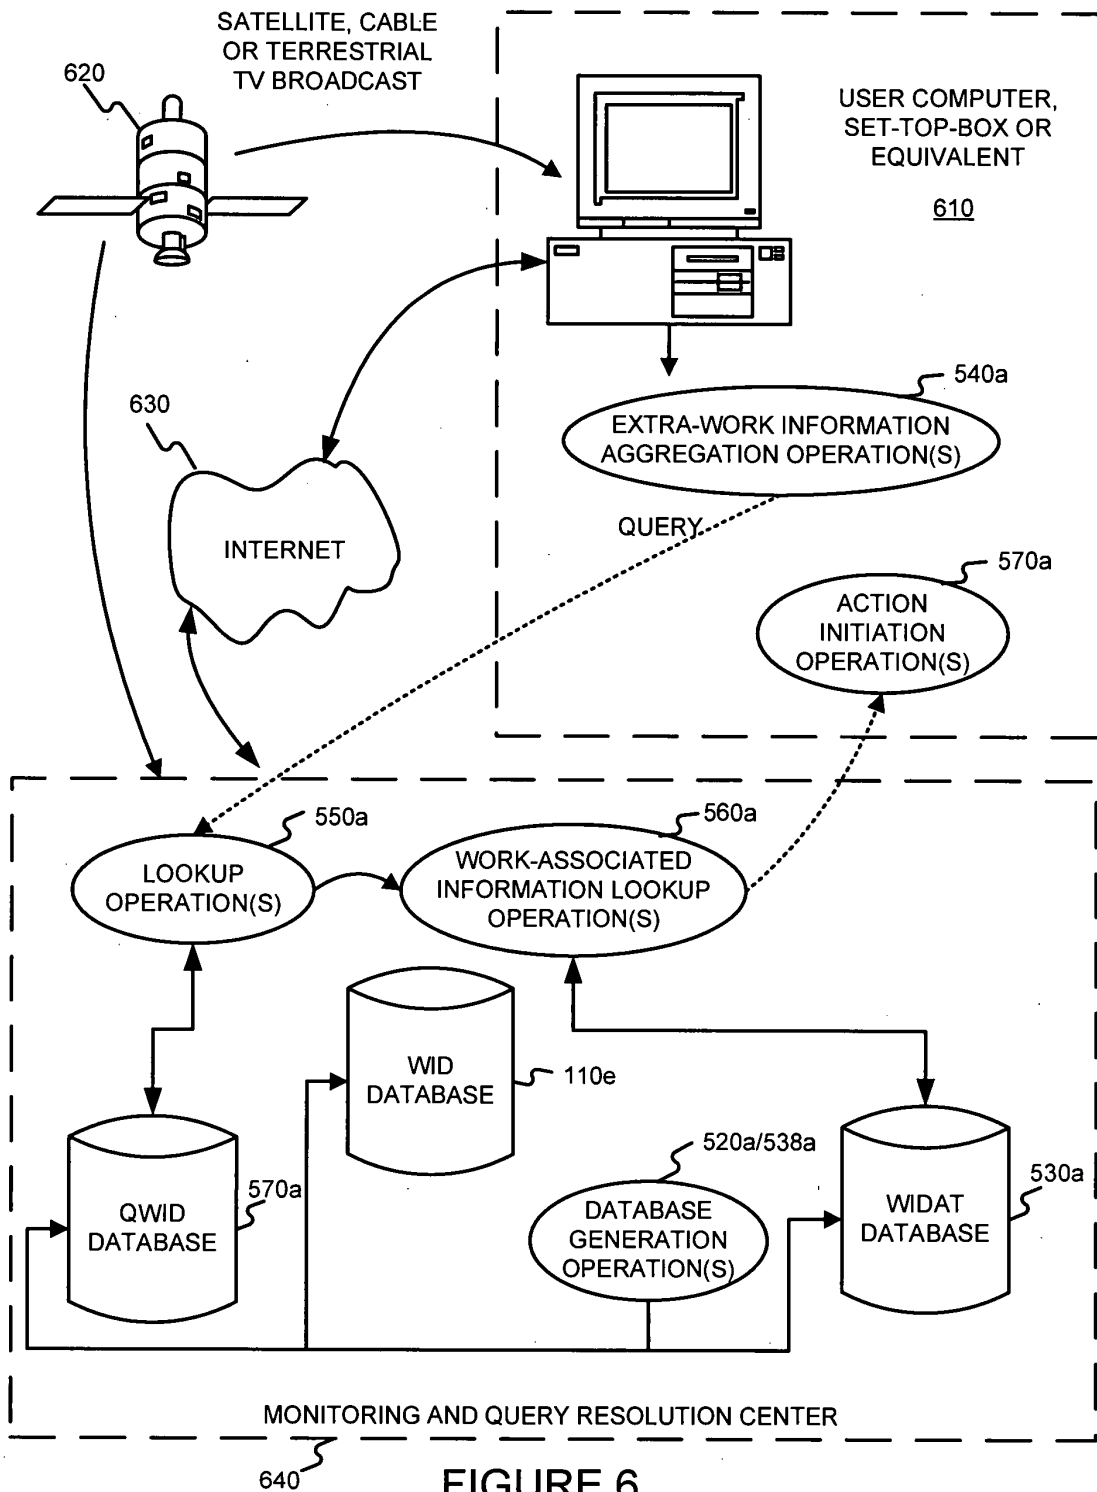 SATELLITE, CABLE
OR TERRESTRIAL
TV BROADCAST
620
USER COMPUTER,
SET-TOP-BOX OR
EQUIVALENT
610
540a
EXTRA-WORK INFORMATION
AGGREGATION OPERATION(S)
630
INTERNET
QUERY
570a
ACTION
INITIATION
OPERATION(S)
550a
LOOKUP
OPERATION(S)
560a
WORK-ASSOCIATED
INFORMATION LOOKUP
OPERATION(S)
WID
DATABASE
110e
QWID
DATABASE
570a
520a/538a
DATABASE
GENERATION
OPERATION(S)
WIDAT
DATABASE
530a
MONITORING AND QUERY RESOLUTION CENTER
640
FIGURE 6